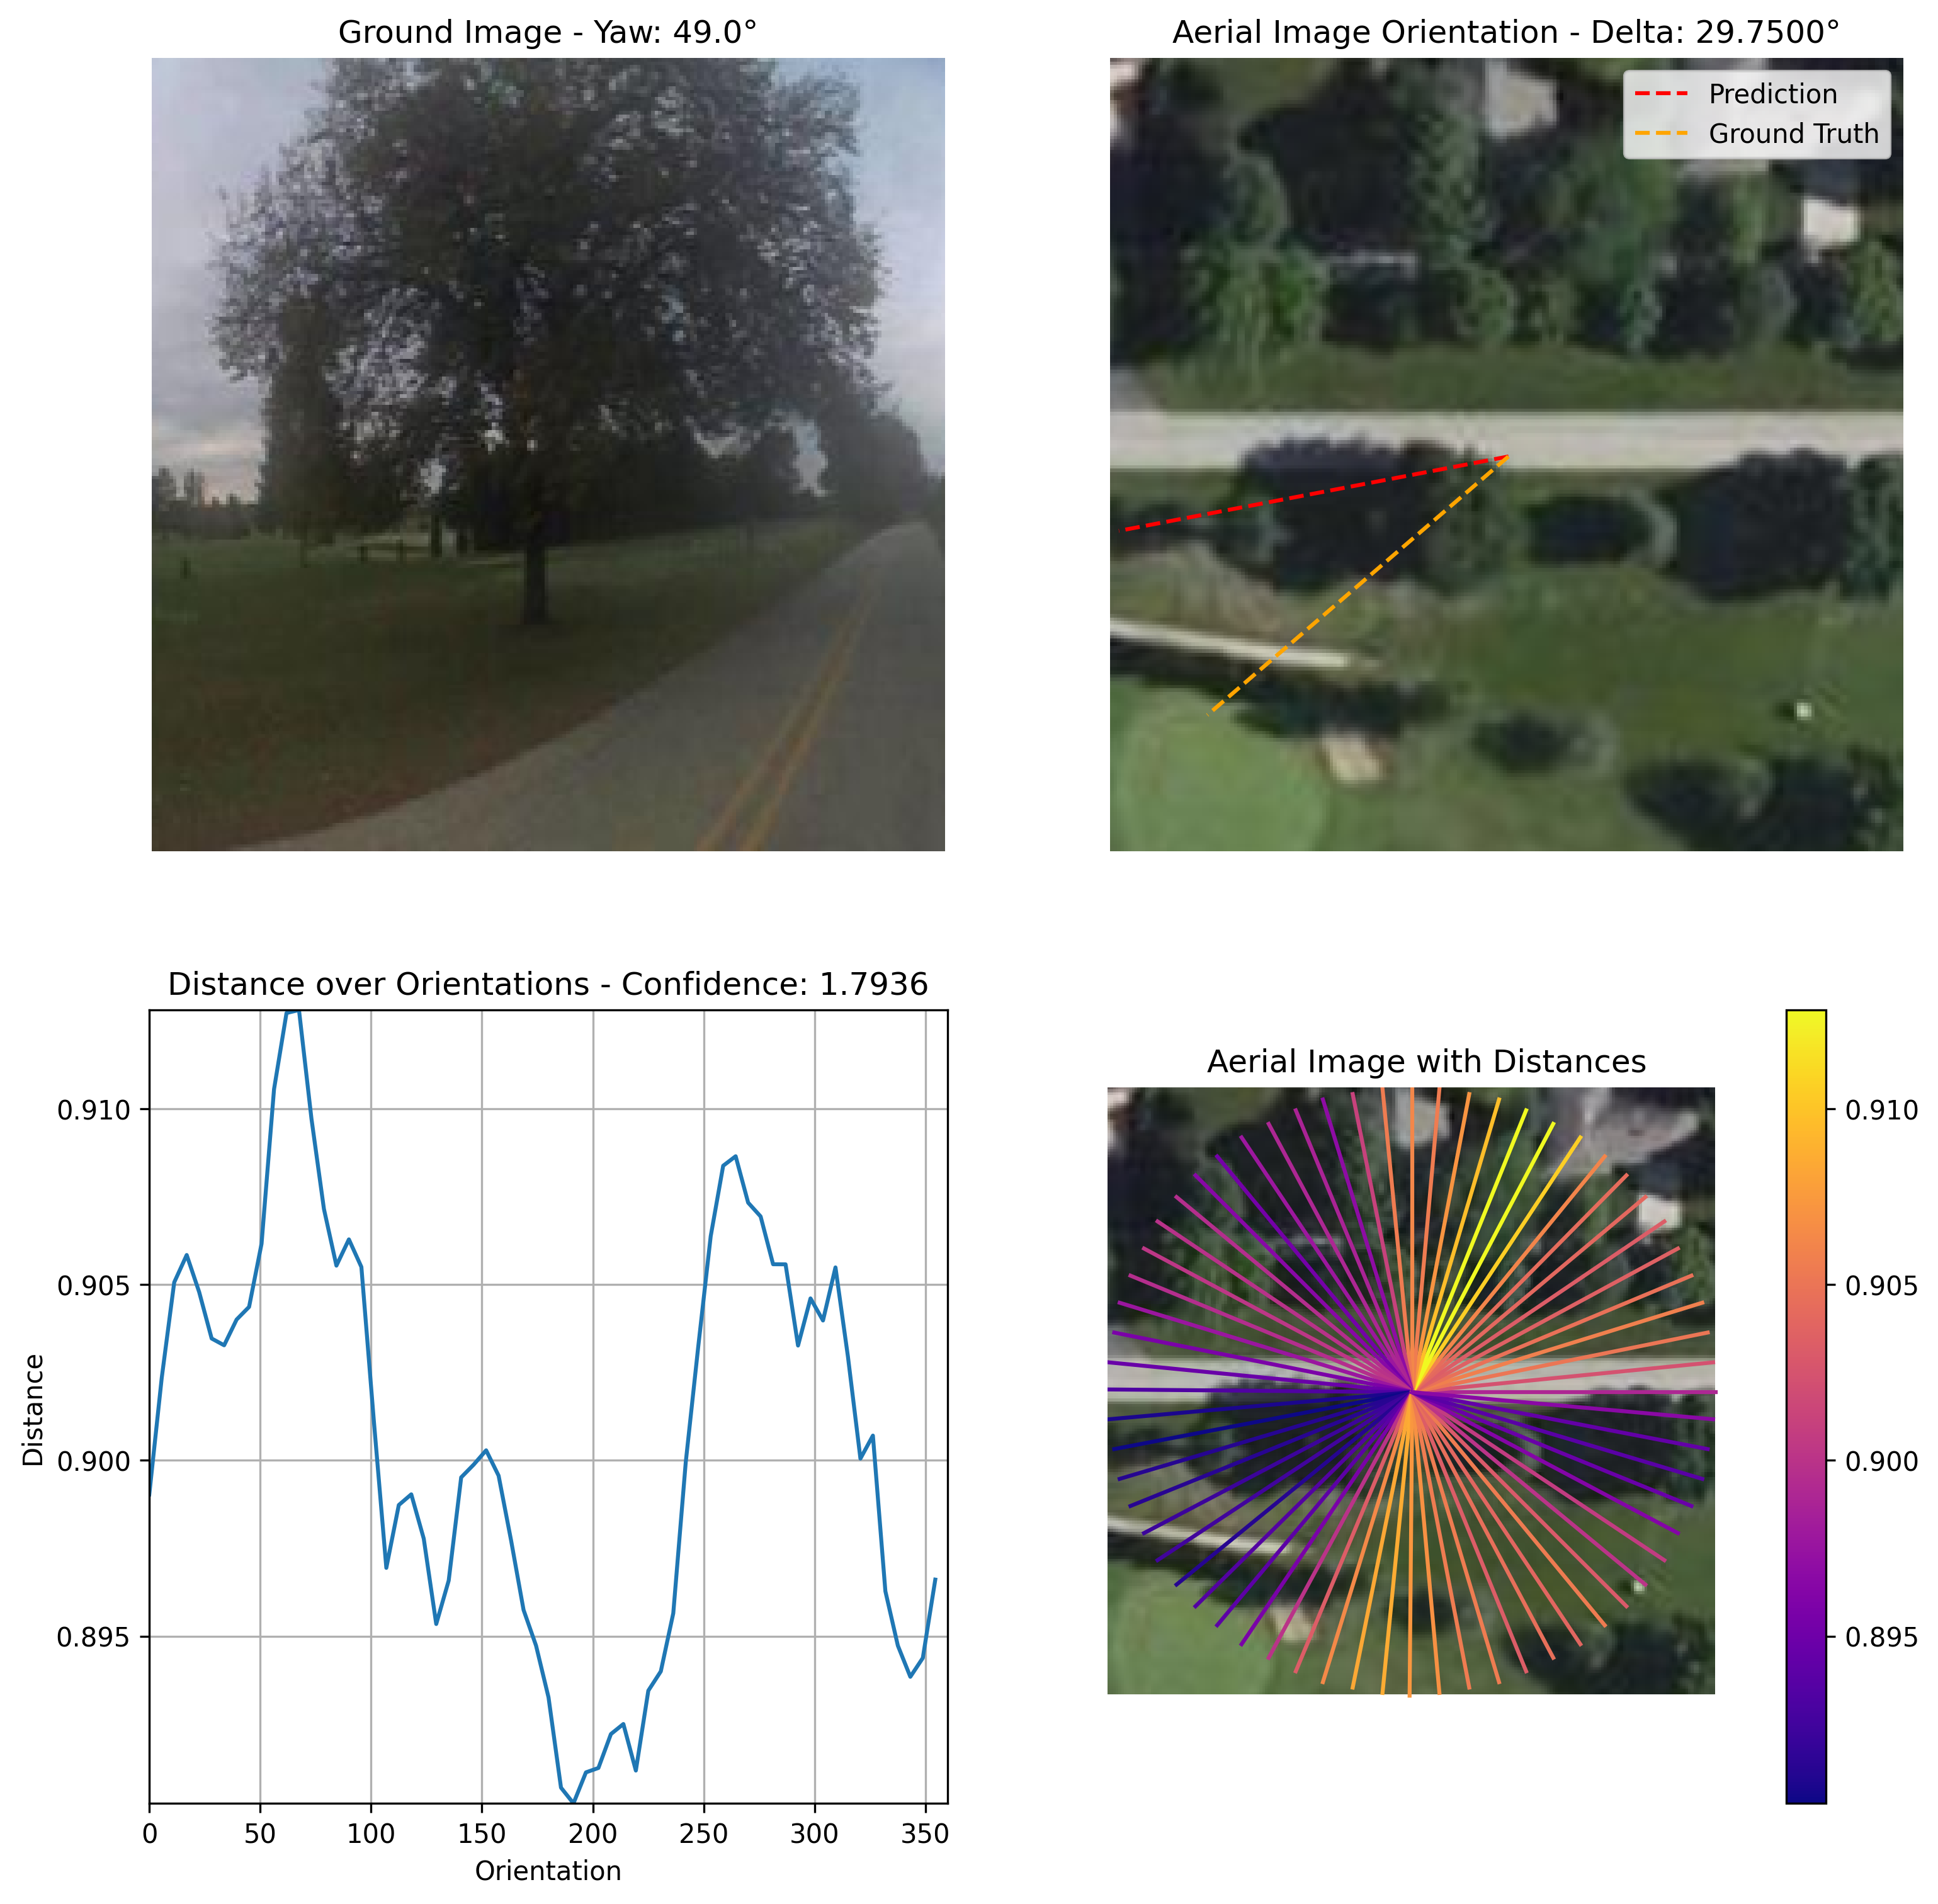 Ground Image - Yaw: 49.0°
Aerial Image Orientation - Delta: 29.7500°
Prediction
Ground Truth
Distance over Orientations - Confidence: 1.7936
0.910
0.905
0.900
0.895
Distance
0 50 100 150 200 250 300 350
Orientation
Aerial Image with Distances
0.910
0.905
0.900
0.895